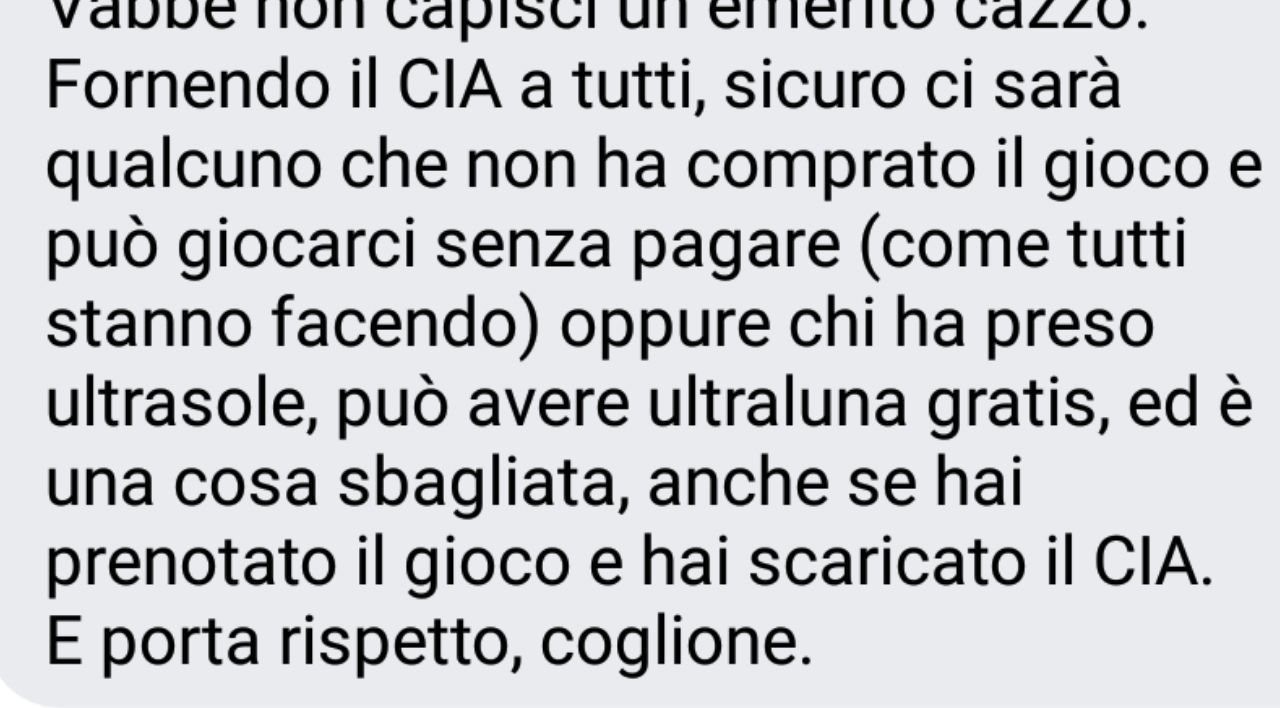 Vabbè non capisci un emerito cazzo.
Fornendo il CIA a tutti, sicuro ci sarà
qualcuno che non ha comprato il gioco e
può giocarci senza pagare (come tutti
stanno facendo) oppure chi ha preso
ultrasole, può avere ultraluna gratis, ed è
una cosa sbagliata, anche se hai
prenotato il gioco e hai scaricato il CIA.
E porta rispetto, coglione.